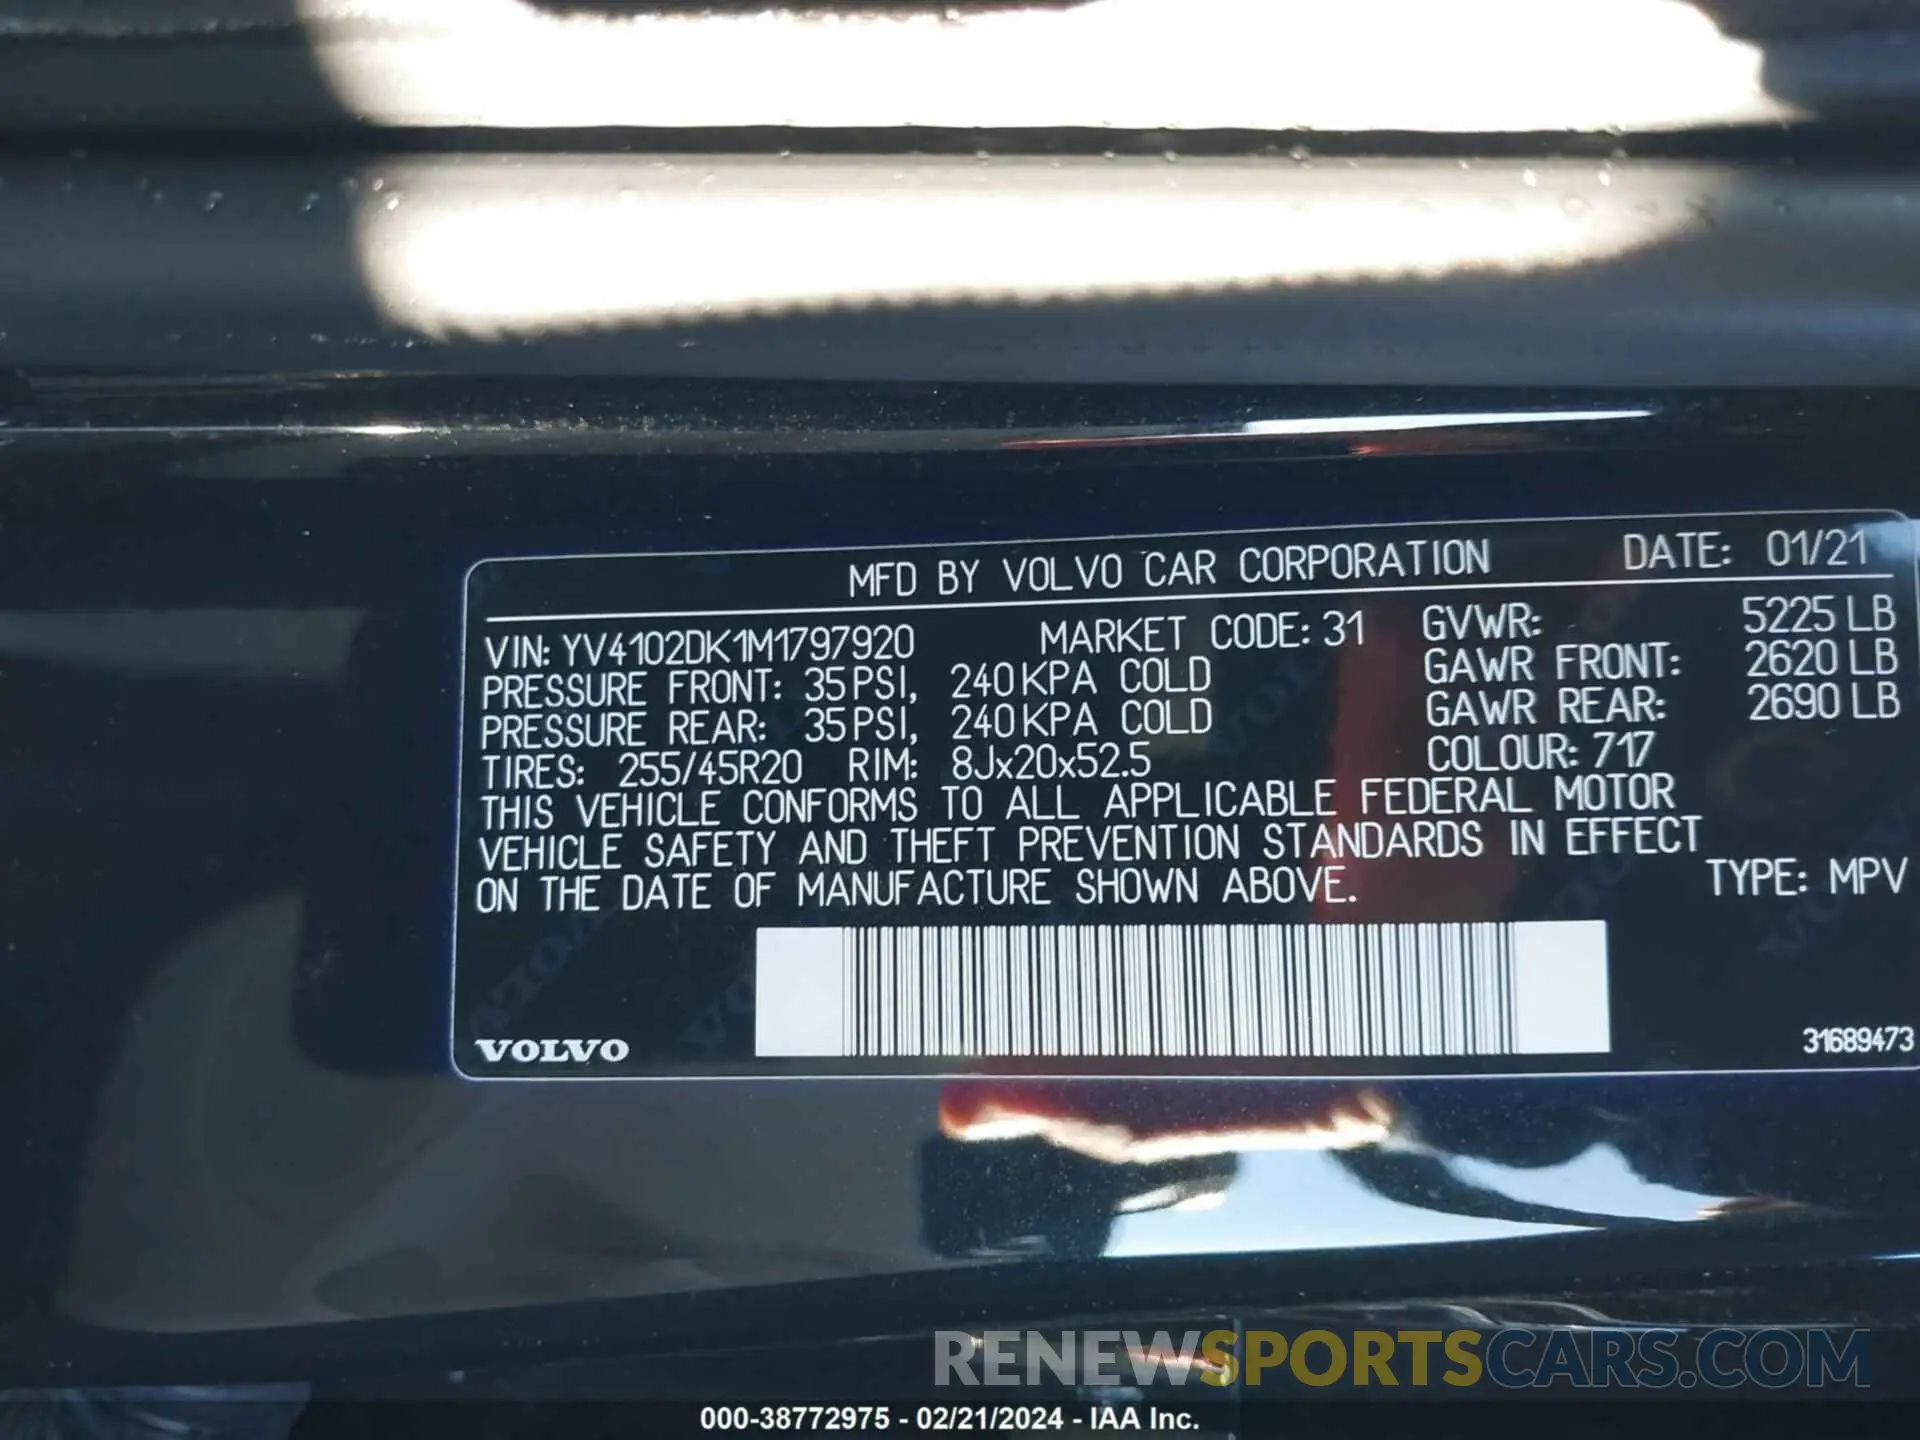 MFD BY VOLVO CAR CORPORATION DATE: 01/21
VIN: YV4102DK1M1797920 MARKET CODE: 31 GVWR: 5225 LB
PRESSURE FRONT: 35 PSI, 240 KPA COLD GAWR FRONT: 2620 LB
PRESSURE REAR: 35 PSI, 240 KPA COLD GAWR REAR: 2690 LB
TIRES: 255/45R20 RIM: 8Jx20x52.5 COLOUR: 717
THIS VEHICLE CONFORMS TO ALL APPLICABLE FEDERAL MOTOR
VEHICLE SAFETY AND THEFT PREVENTION STANDARDS IN EFFECT
ON THE DATE OF MANUFACTURE SHOWN ABOVE. TYPE: MPV
VOLVO 31689473
RENEWSPORTSCARS.COM
000-38772975 - 02/21/2024 - IAA Inc.